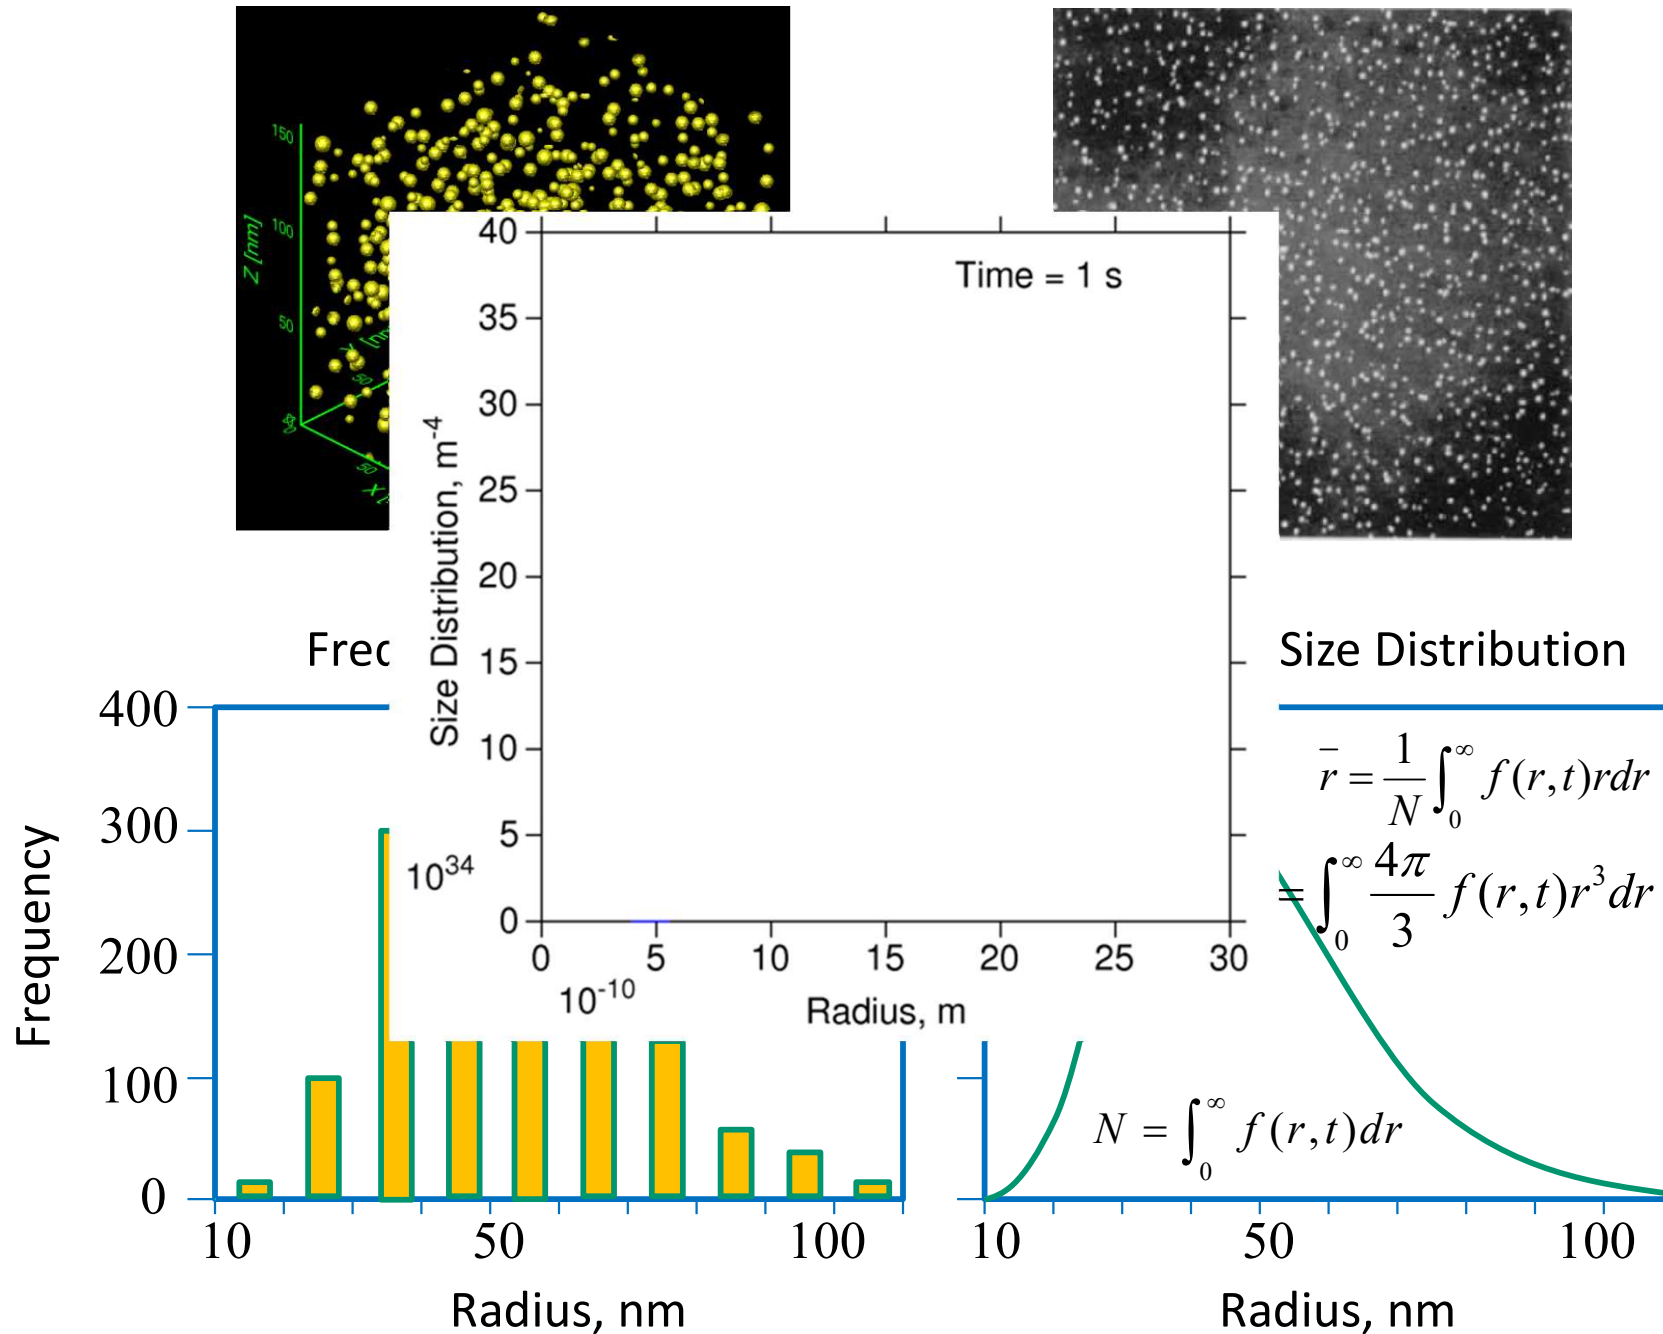 150
100
50
Z [nm]
50
50
40
35
30
25
20
15
10
5
0
Time = 1 s
Size Distribution, m-4
10^34
0 5 10 15 20 25 30
10^-10
Radius, m
Size Distribution
400
300
200
100
0
Frequency
10 50 100
Radius, nm
r̄ = 1/N ∫₀^∞ f(r,t)rdr
= ∫₀^∞ 4π/3 f(r,t)r³dr
N = ∫₀^∞ f(r,t)dr
10 50 100
Radius, nm